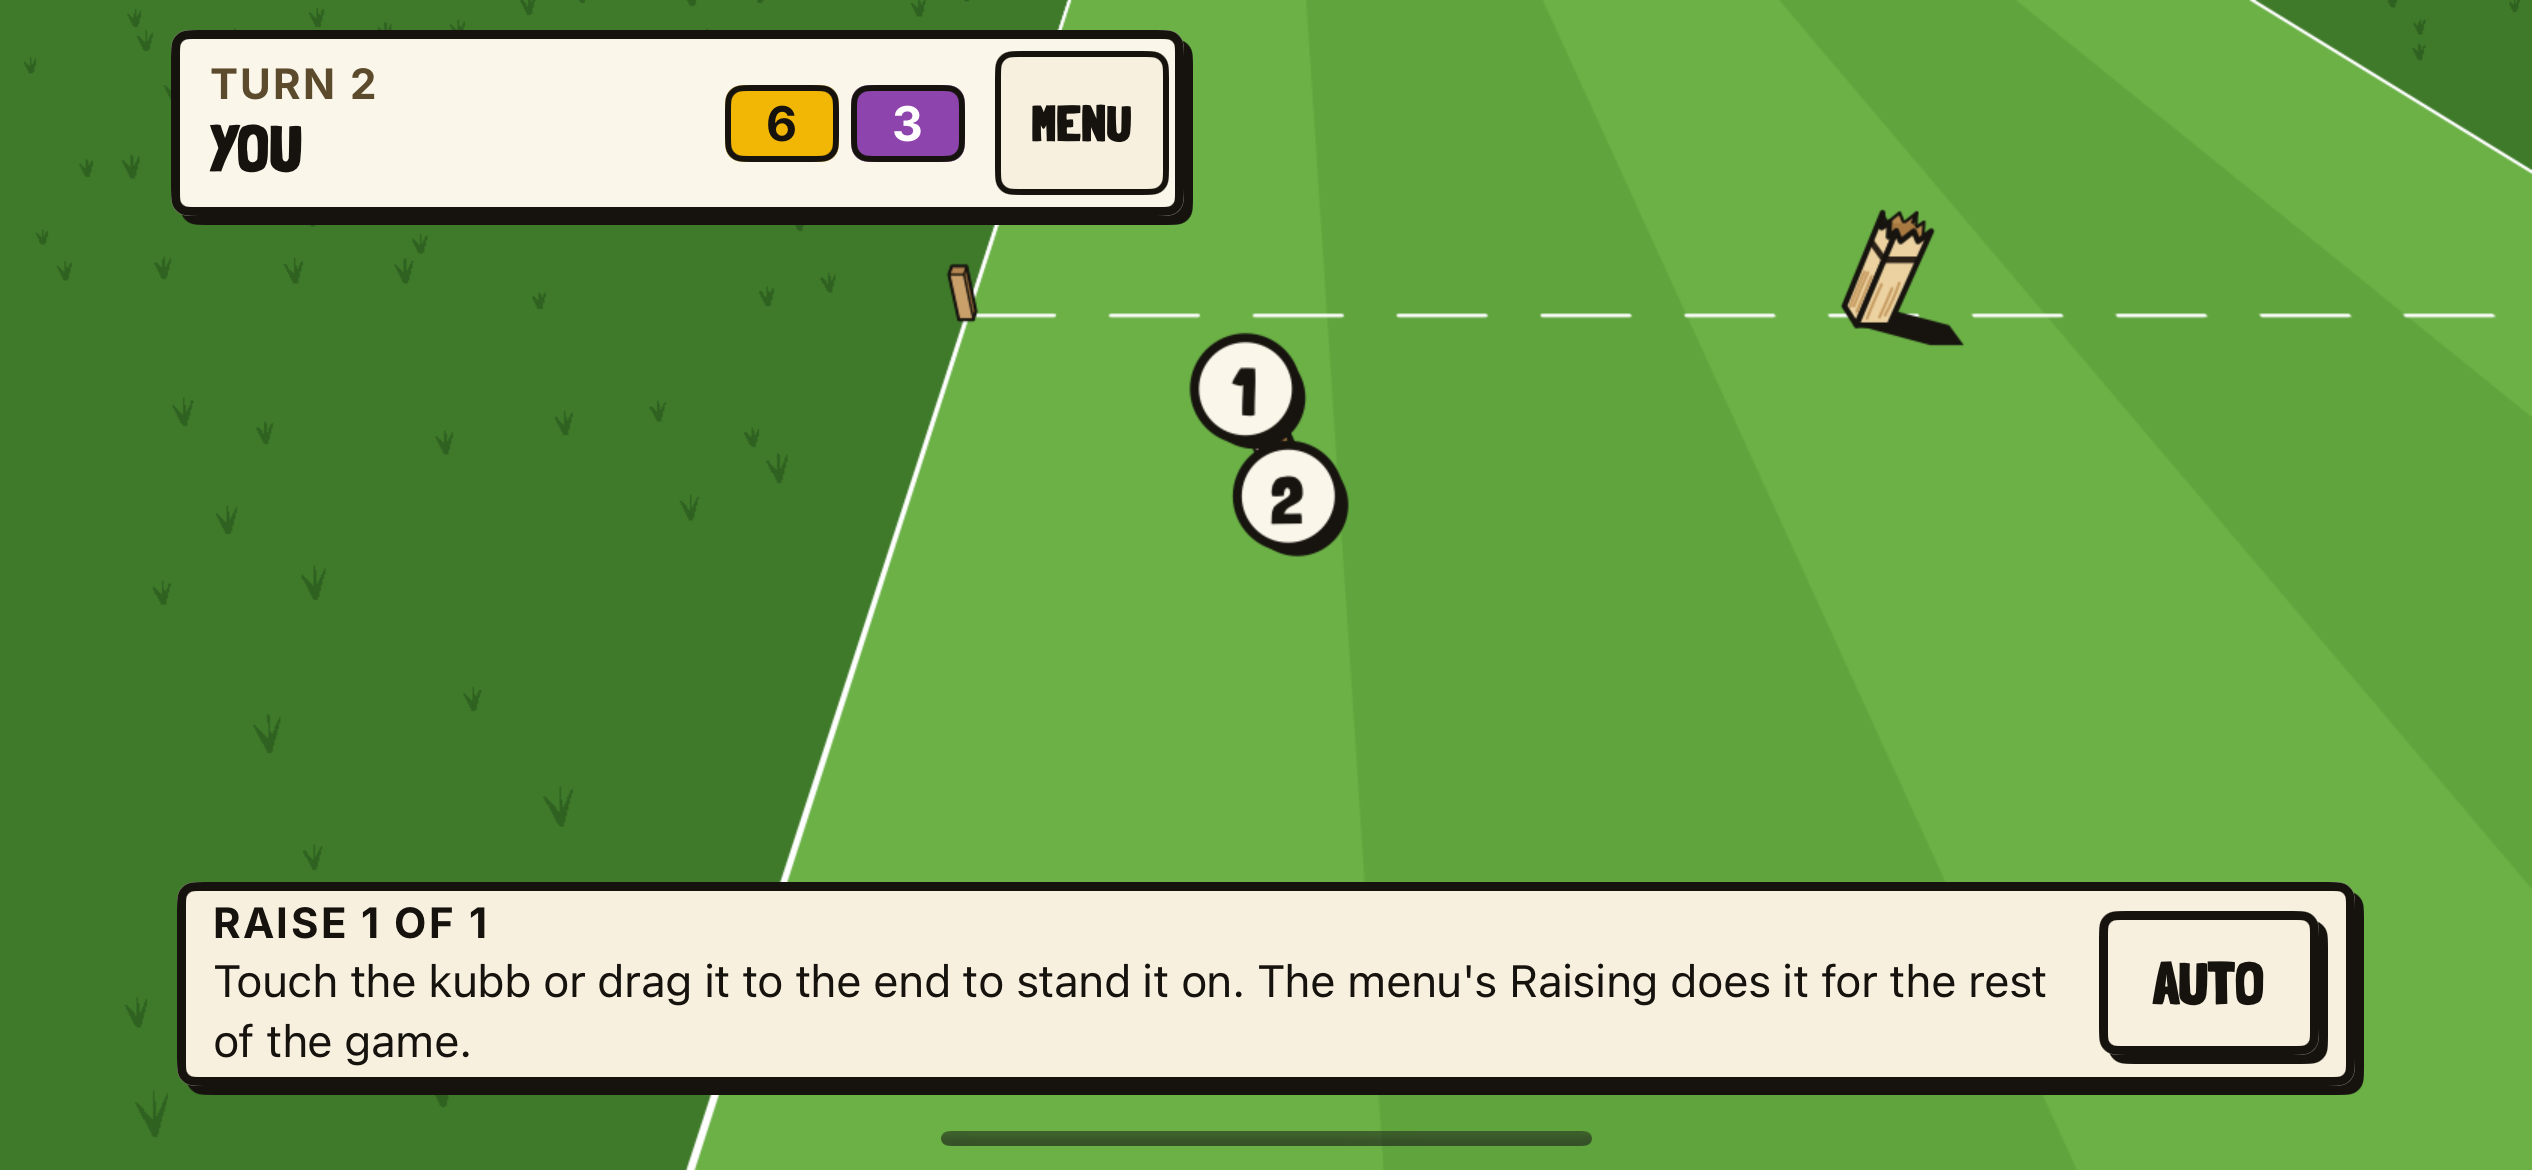 TURN 2
YOU
6
3
MENU
1
2
RAISE 1 OF 1
Touch the kubb or drag it to the end to stand it on. The menu's Raising does it for the rest
of the game.
AUTO